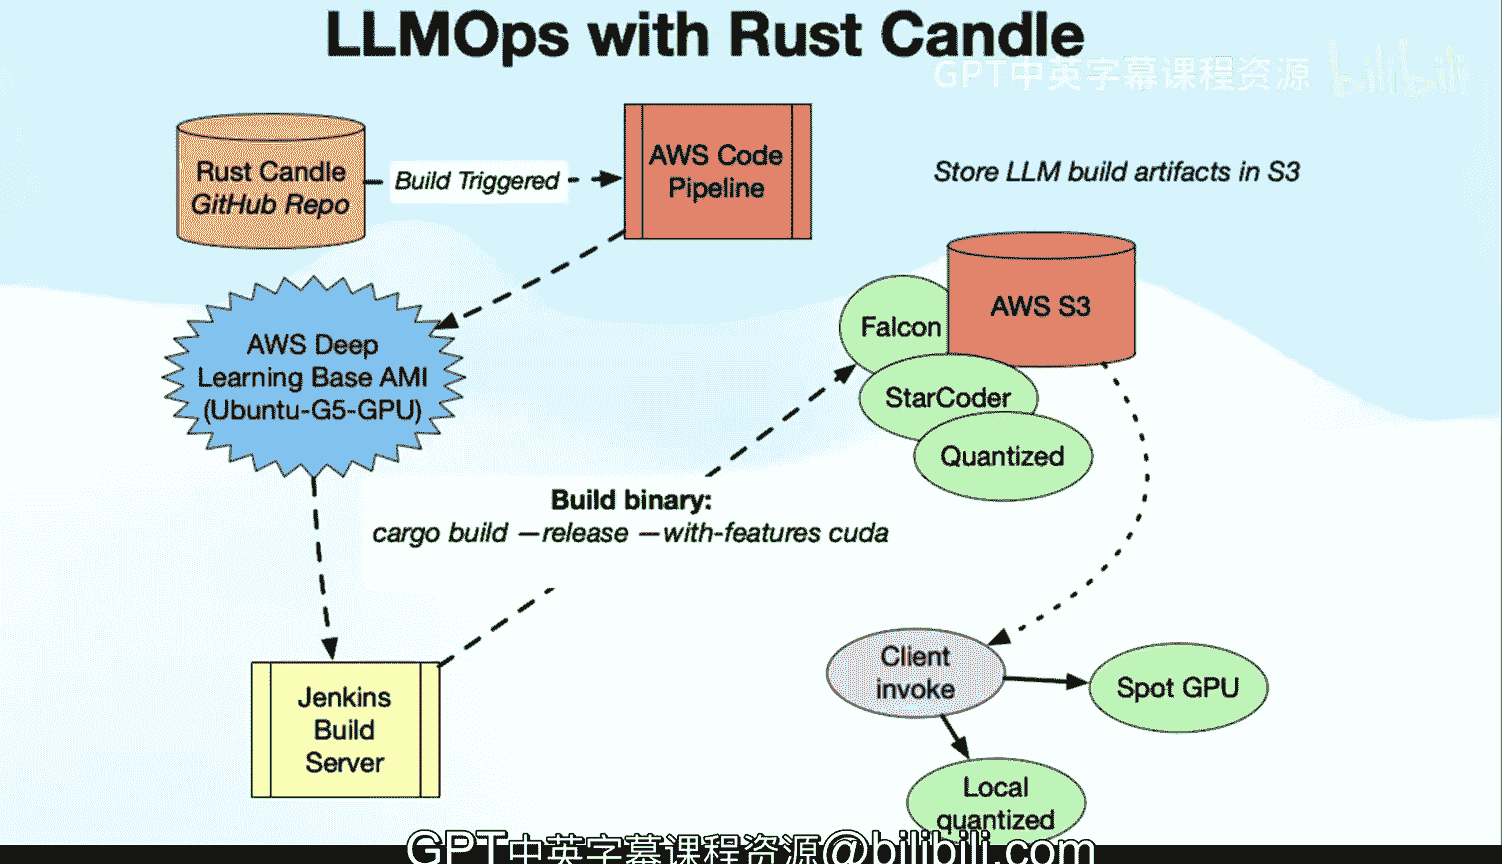 LLMOps with Rust Candle
GPT中英字幕课程资源 bilibili
Rust Candle
GitHub Repo
Build Triggered
AWS Code
Pipeline
Store LLM build artifacts in S3
AWS Deep
Learning Base AMI
(Ubuntu-G5-GPU)
AWS S3
Falcon
StarCoder
Quantized
Build binary:
cargo build —release —with-features cuda
Jenkins
Build
Server
Client
invoke
Spot GPU
Local
quantized
GPT中英字幕课程资源@bilibili.com